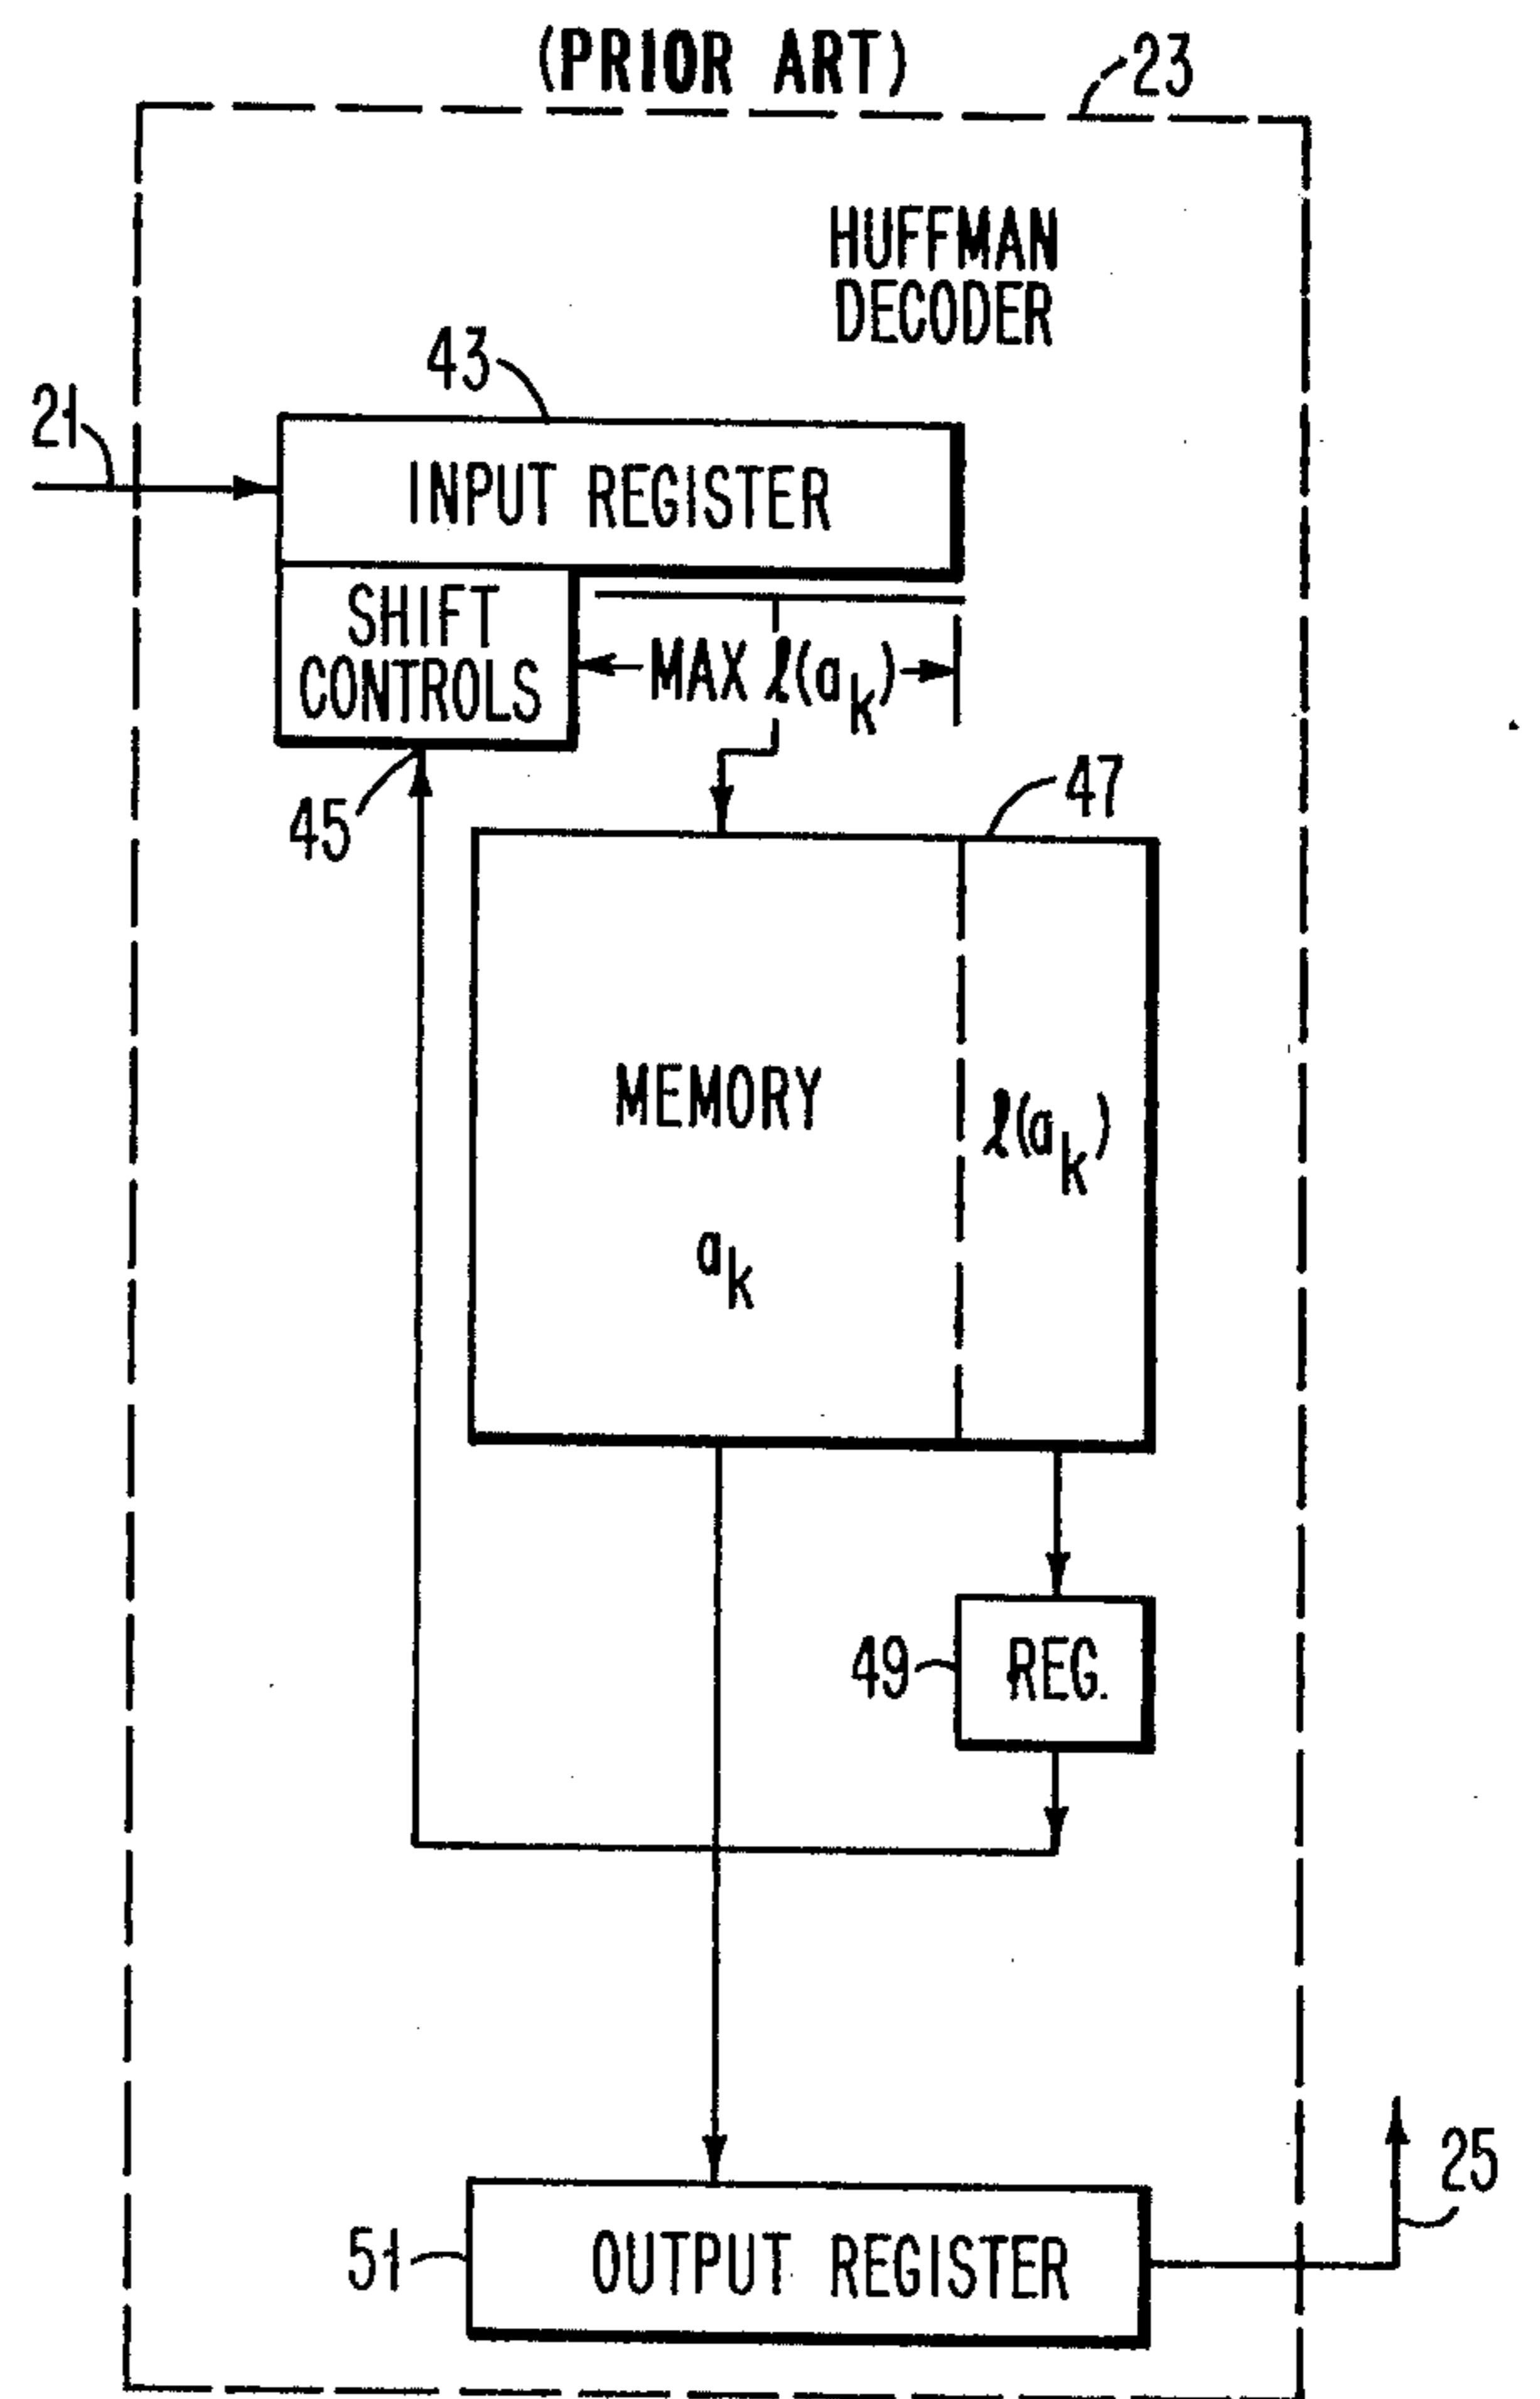 (PRIOR ART)
23
HUFFMAN
DECODER
43
21
INPUT REGISTER
SHIFT
CONTROLS
MAX ℓ(aₖ)
45
47
MEMORY
ℓ(aₖ)
aₖ
49
REG.
25
51
OUTPUT REGISTER